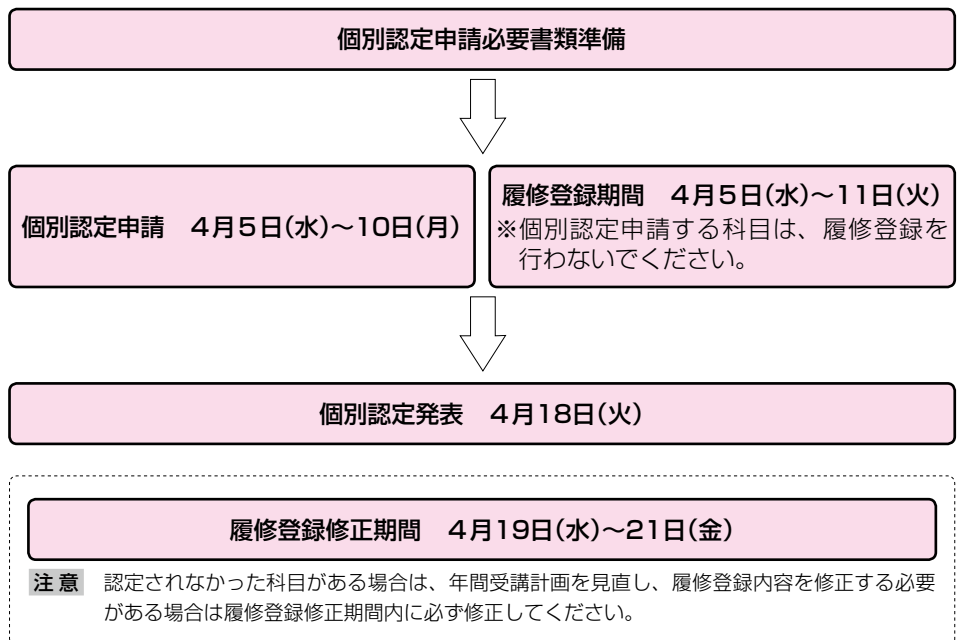 個別認定申請必要書類準備
個別認定申請　4月5日(水)～10日(月)
履修登録期間　4月5日(水)～11日(火)
※個別認定申請する科目は、履修登録を
行わないでください。
個別認定発表　4月18日(火)
履修登録修正期間　4月19日(水)～21日(金)
注意　認定されなかった科目がある場合は、年間受講計画を見直し、履修登録内容を修正する必要
がある場合は履修登録修正期間内に必ず修正してください。